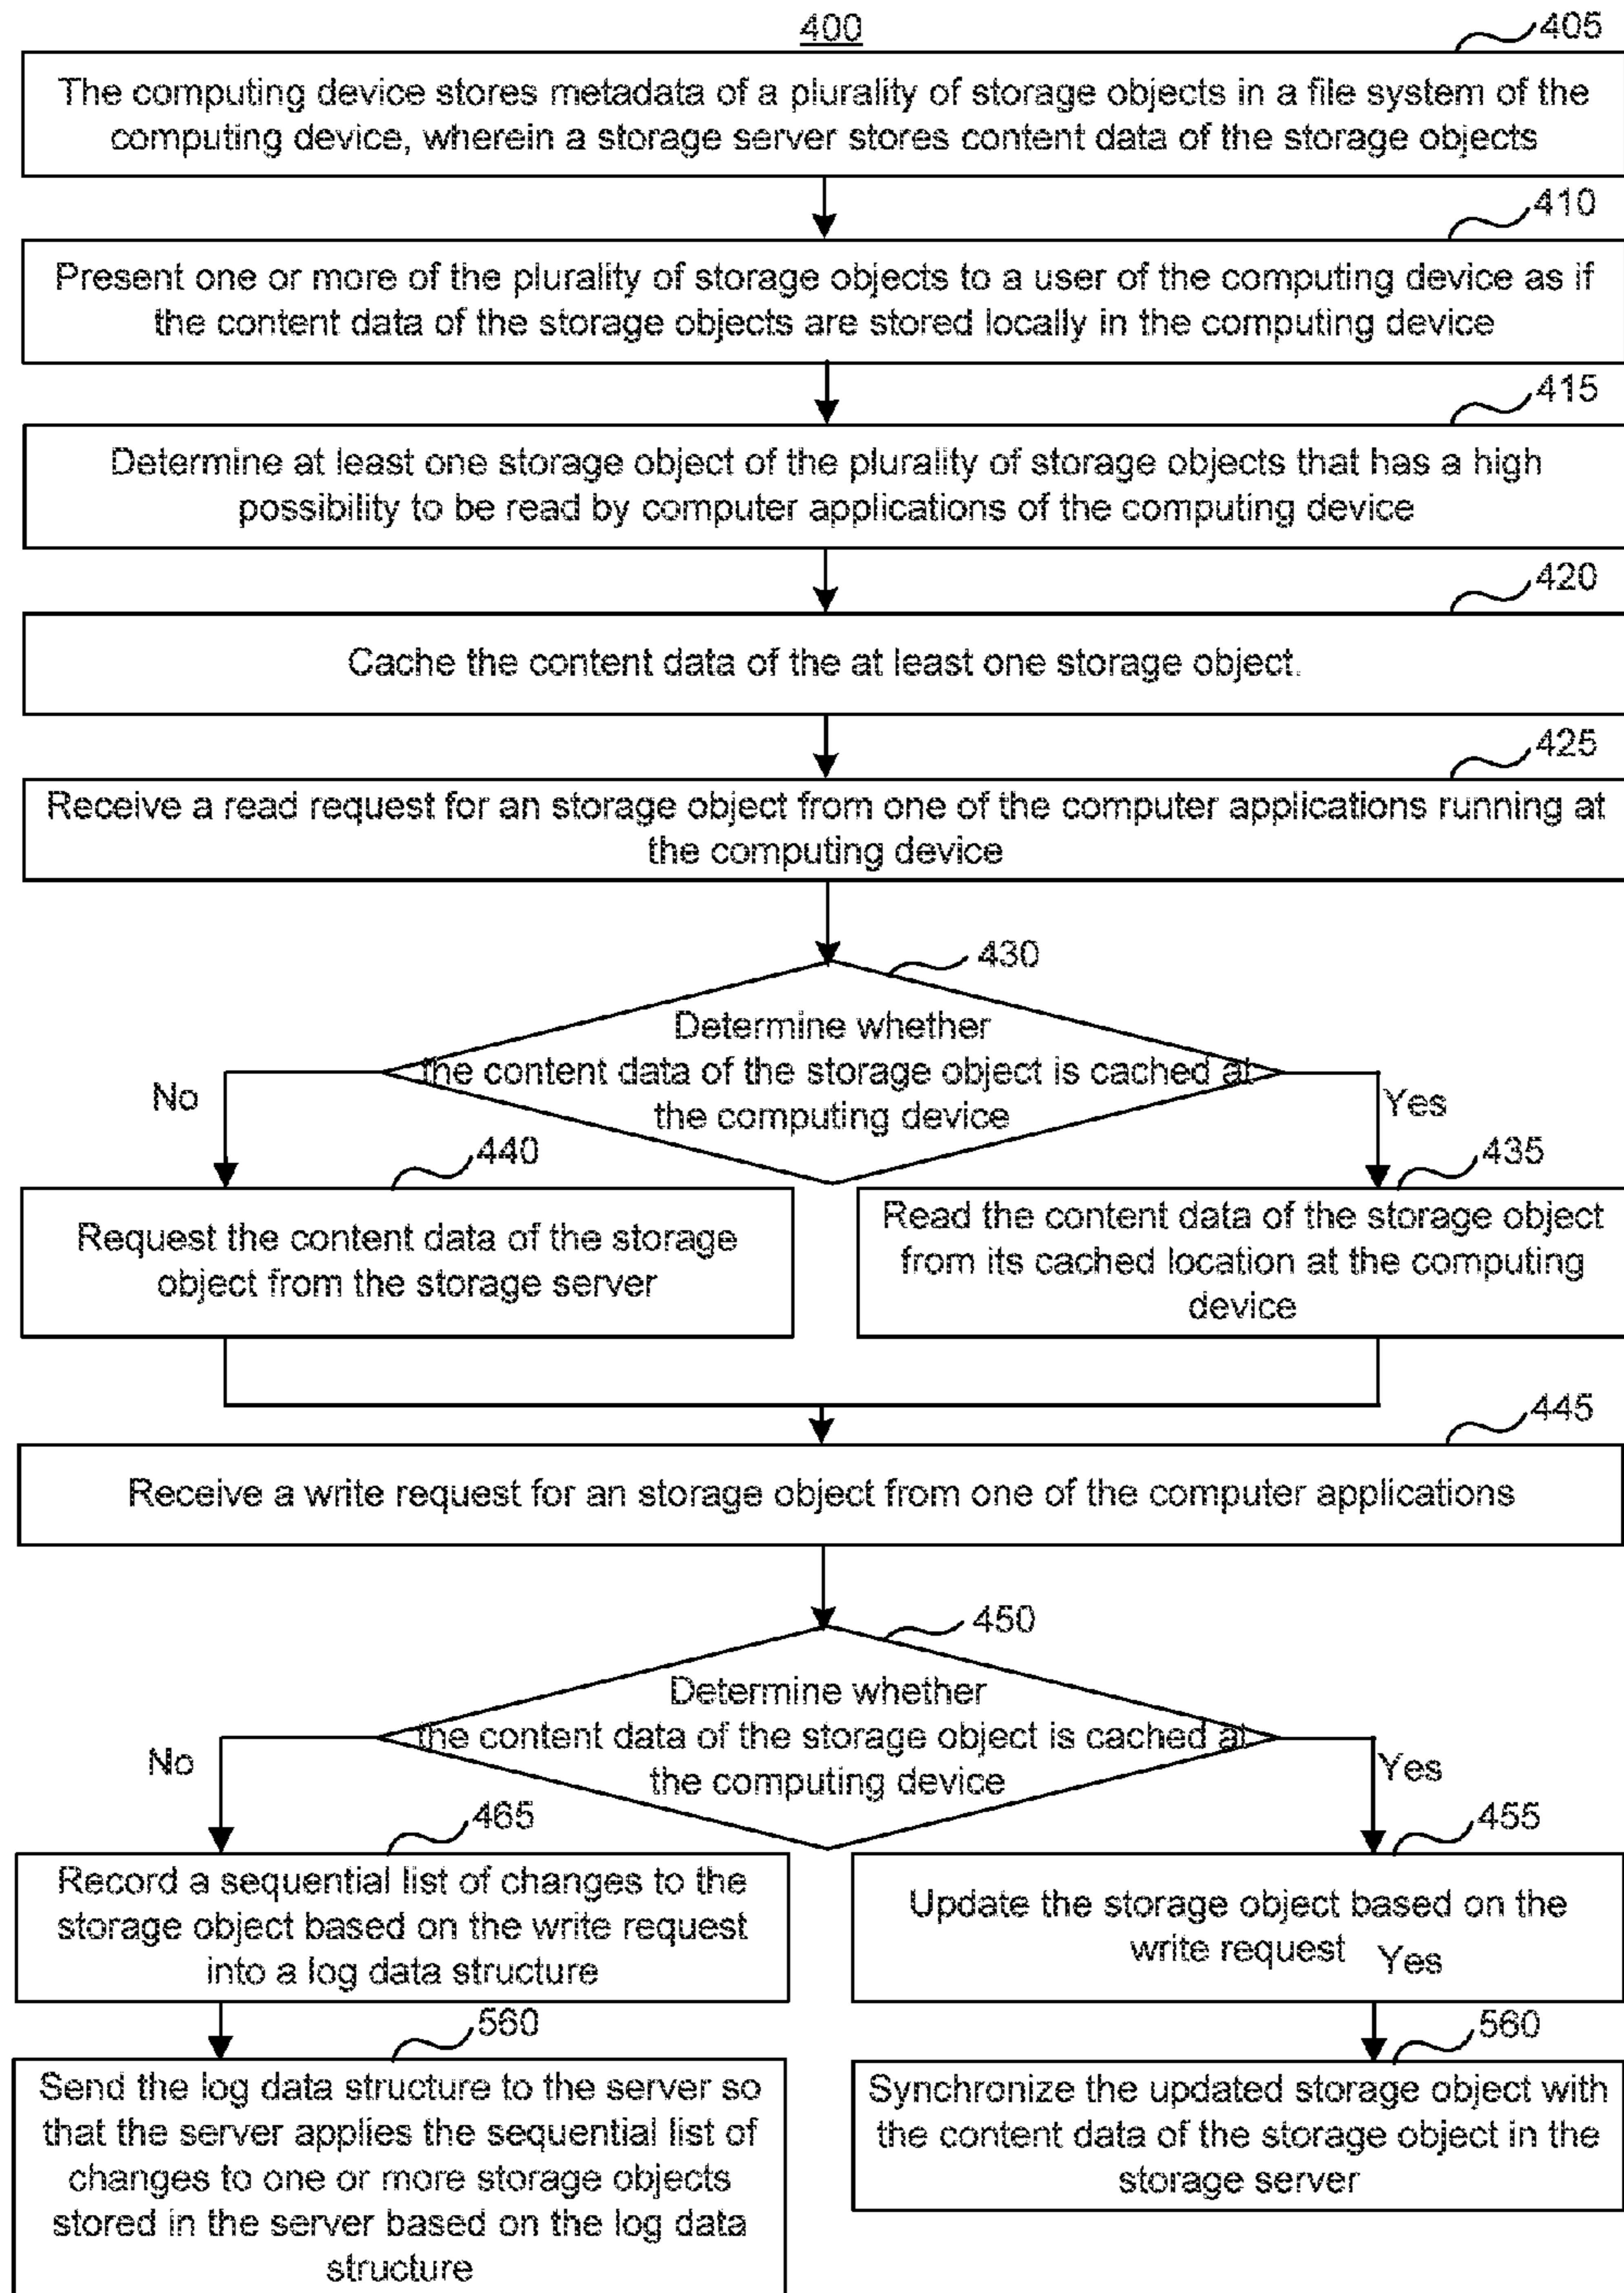 400
405
The computing device stores metadata of a plurality of storage objects in a file system of the
computing device, wherein a storage server stores content data of the storage objects
410
Present one or more of the plurality of storage objects to a user of the computing device as if
the content data of the storage objects are stored locally in the computing device
415
Determine at least one storage object of the plurality of storage objects that has a high
possibility to be read by computer applications of the computing device
420
Cache the content data of the at least one storage object.
425
Receive a read request for an storage object from one of the computer applications running at
the computing device
430
Determine whether
the content data of the storage object is cached at
the computing device
No
Yes
440
435
Request the content data of the storage
object from the storage server
Read the content data of the storage object
from its cached location at the computing
device
445
Receive a write request for an storage object from one of the computer applications
450
Determine whether
the content data of the storage object is cached at
the computing device
No
Yes
465
455
Record a sequential list of changes to the
storage object based on the write request
into a log data structure
Update the storage object based on the
write request Yes
560
560
Send the log data structure to the server so
that the server applies the sequential list of
changes to one or more storage objects
stored in the server based on the log data
structure
Synchronize the updated storage object with
the content data of the storage object in the
storage server